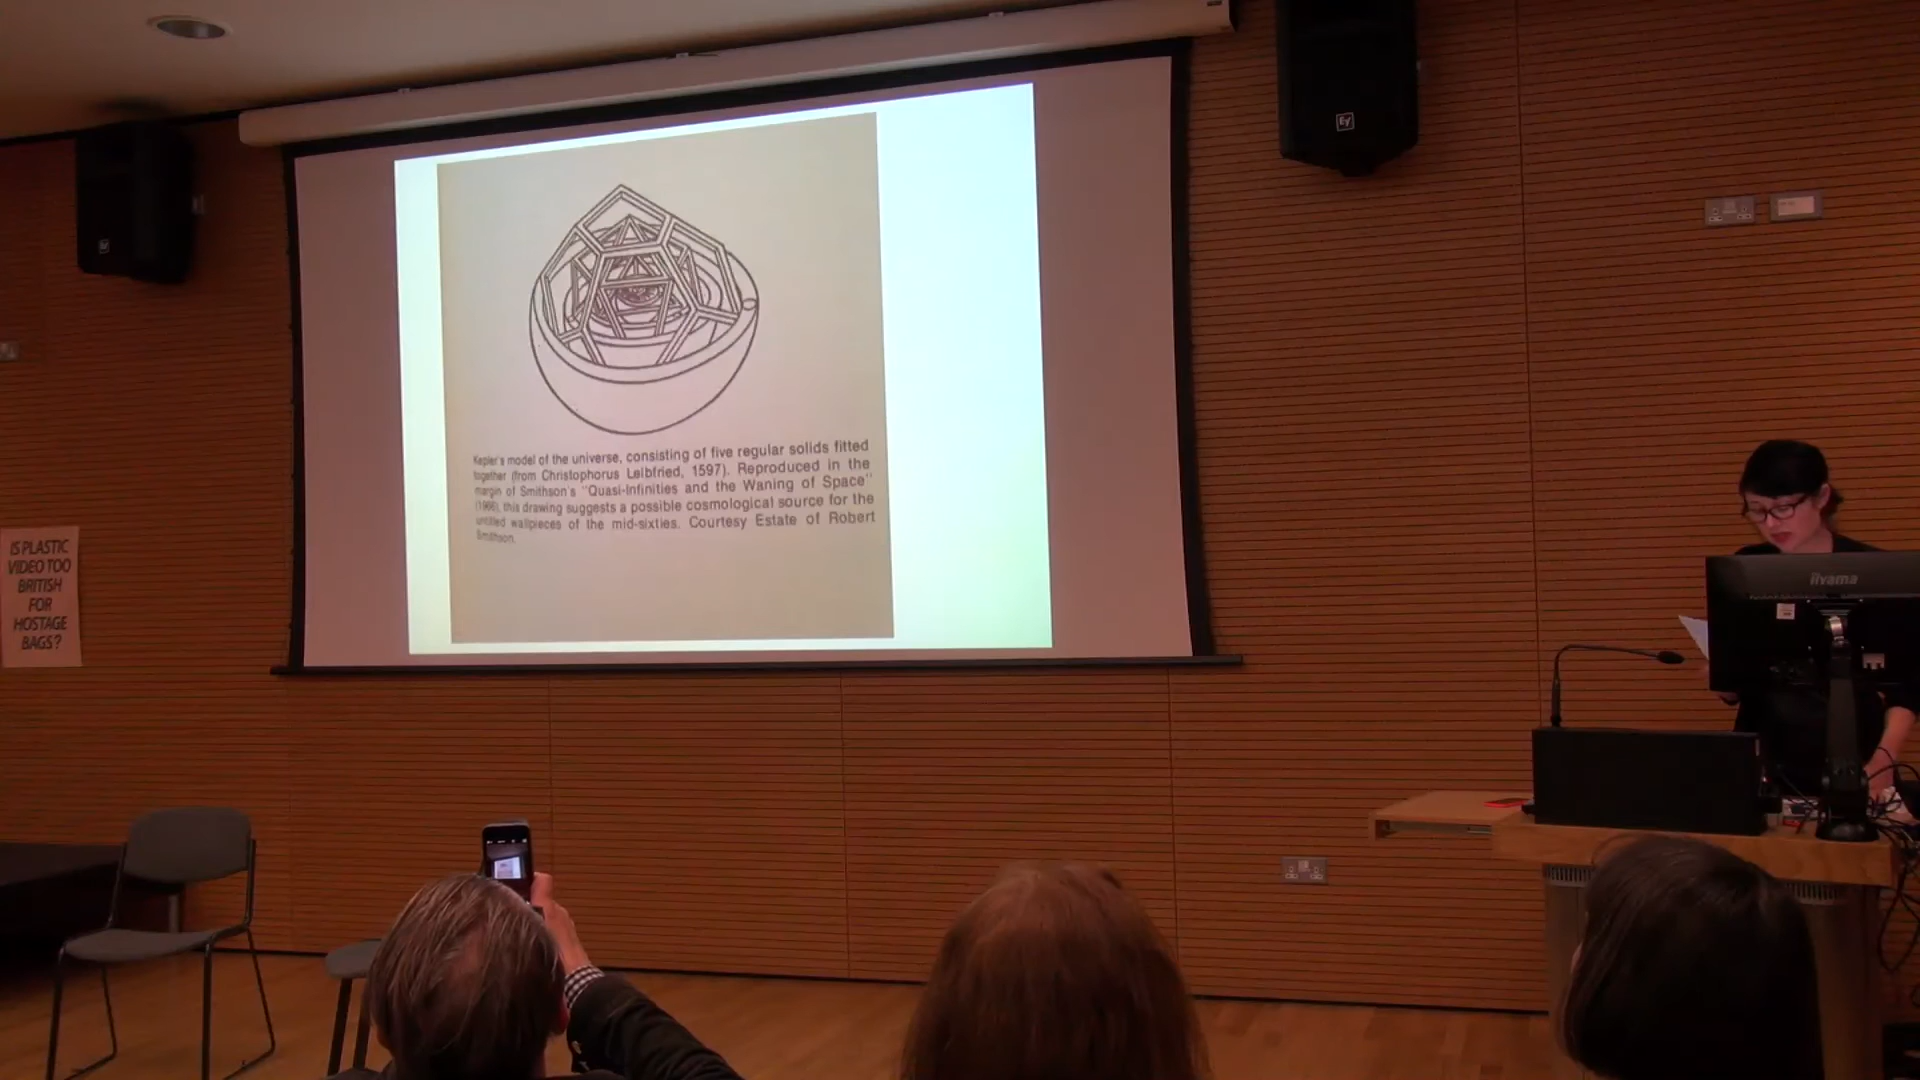 Kepler's model of the universe, consisting of five regular solids fitted
together (from Christophorus Leibfried, 1597). Reproduced in the
margin of Smithson's "Quasi-Infinities and the Waning of Space"
(1966), this drawing suggests a possible cosmological source for the
untitled wallpieces of the mid-sixties. Courtesy Estate of Robert
Smithson.
IS PLASTIC
VIDEO TOO
BRITISH
FOR
HOSTAGE
BAGS?
EV
iiyama